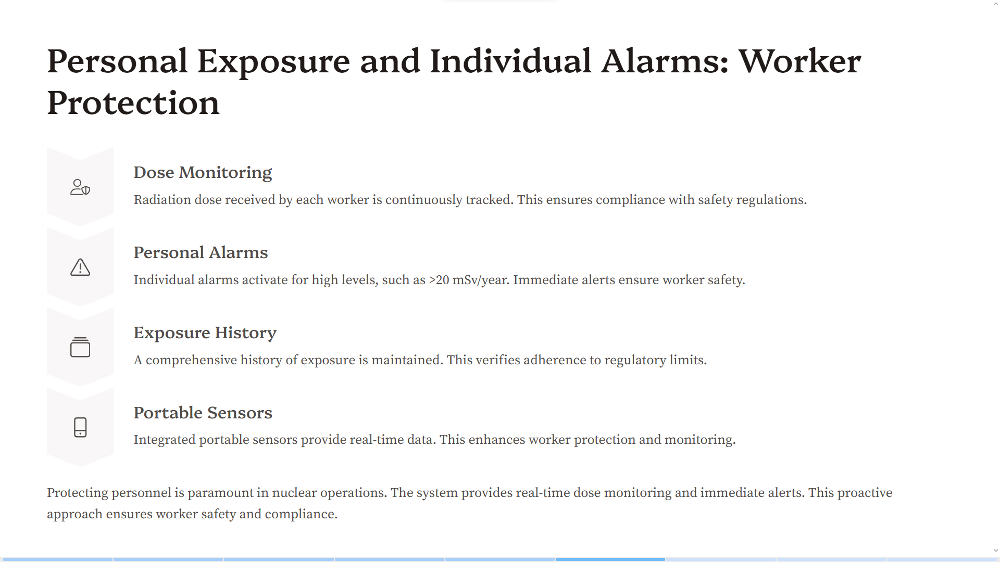 Personal Exposure and Individual Alarms: Worker
Protection
Dose Monitoring
Radiation dose received by each worker is continuously tracked. This ensures compliance with safety regulations.
Personal Alarms
Individual alarms activate for high levels, such as >20 mSv/year. Immediate alerts ensure worker safety.
Exposure History
A comprehensive history of exposure is maintained. This verifies adherence to regulatory limits.
Portable Sensors
Integrated portable sensors provide real-time data. This enhances worker protection and monitoring.
Protecting personnel is paramount in nuclear operations. The system provides real-time dose monitoring and immediate alerts. This proactive
approach ensures worker safety and compliance.